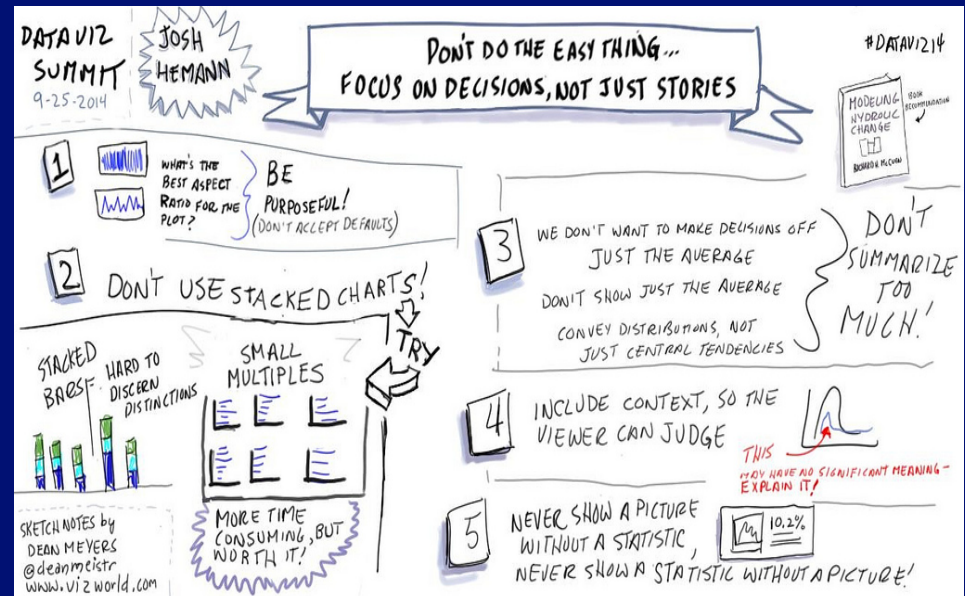 DATA VIZ
SUMMIT
9-25-2014
JOSH
HEMANN
DON'T DO THE EASY THING...
FOCUS ON DECISIONS, NOT JUST STORIES
#DATAVIZ14
MODELING
HYDROLIC
CHANGE
RICHARD H. McCUEN
BOOK
RECOMMENDATION
1
WHAT'S THE
BEST ASPECT
RATIO FOR THE
PLOT?
BE
PURPOSEFUL!
(DON'T ACCEPT DEFAULTS)
2
DON'T USE STACKED CHARTS!
TRY
STACKED
BARS
HARD TO
DISCERN
DISTINCTIONS
SMALL
MULTIPLES
MORE TIME
CONSUMING, BUT
WORTH IT!
SKETCH NOTES by
DEAN MEYERS
@deanmeistr
www.vizworld.com
3
WE DON'T WANT TO MAKE DECISIONS OFF
JUST THE AVERAGE
DON'T SHOW JUST THE AVERAGE
CONVEY DISTRIBUTIONS, NOT
JUST CENTRAL TENDENCIES
DON'T
SUMMARIZE
TOO
MUCH!
4
INCLUDE CONTEXT, SO THE
VIEWER CAN JUDGE
THIS
MAY HAVE NO SIGNIFICANT MEANING-
EXPLAIN IT!
5
NEVER SHOW A PICTURE
WITHOUT A STATISTIC,
NEVER SHOW A STATISTIC WITHOUT A PICTURE!
10.2%